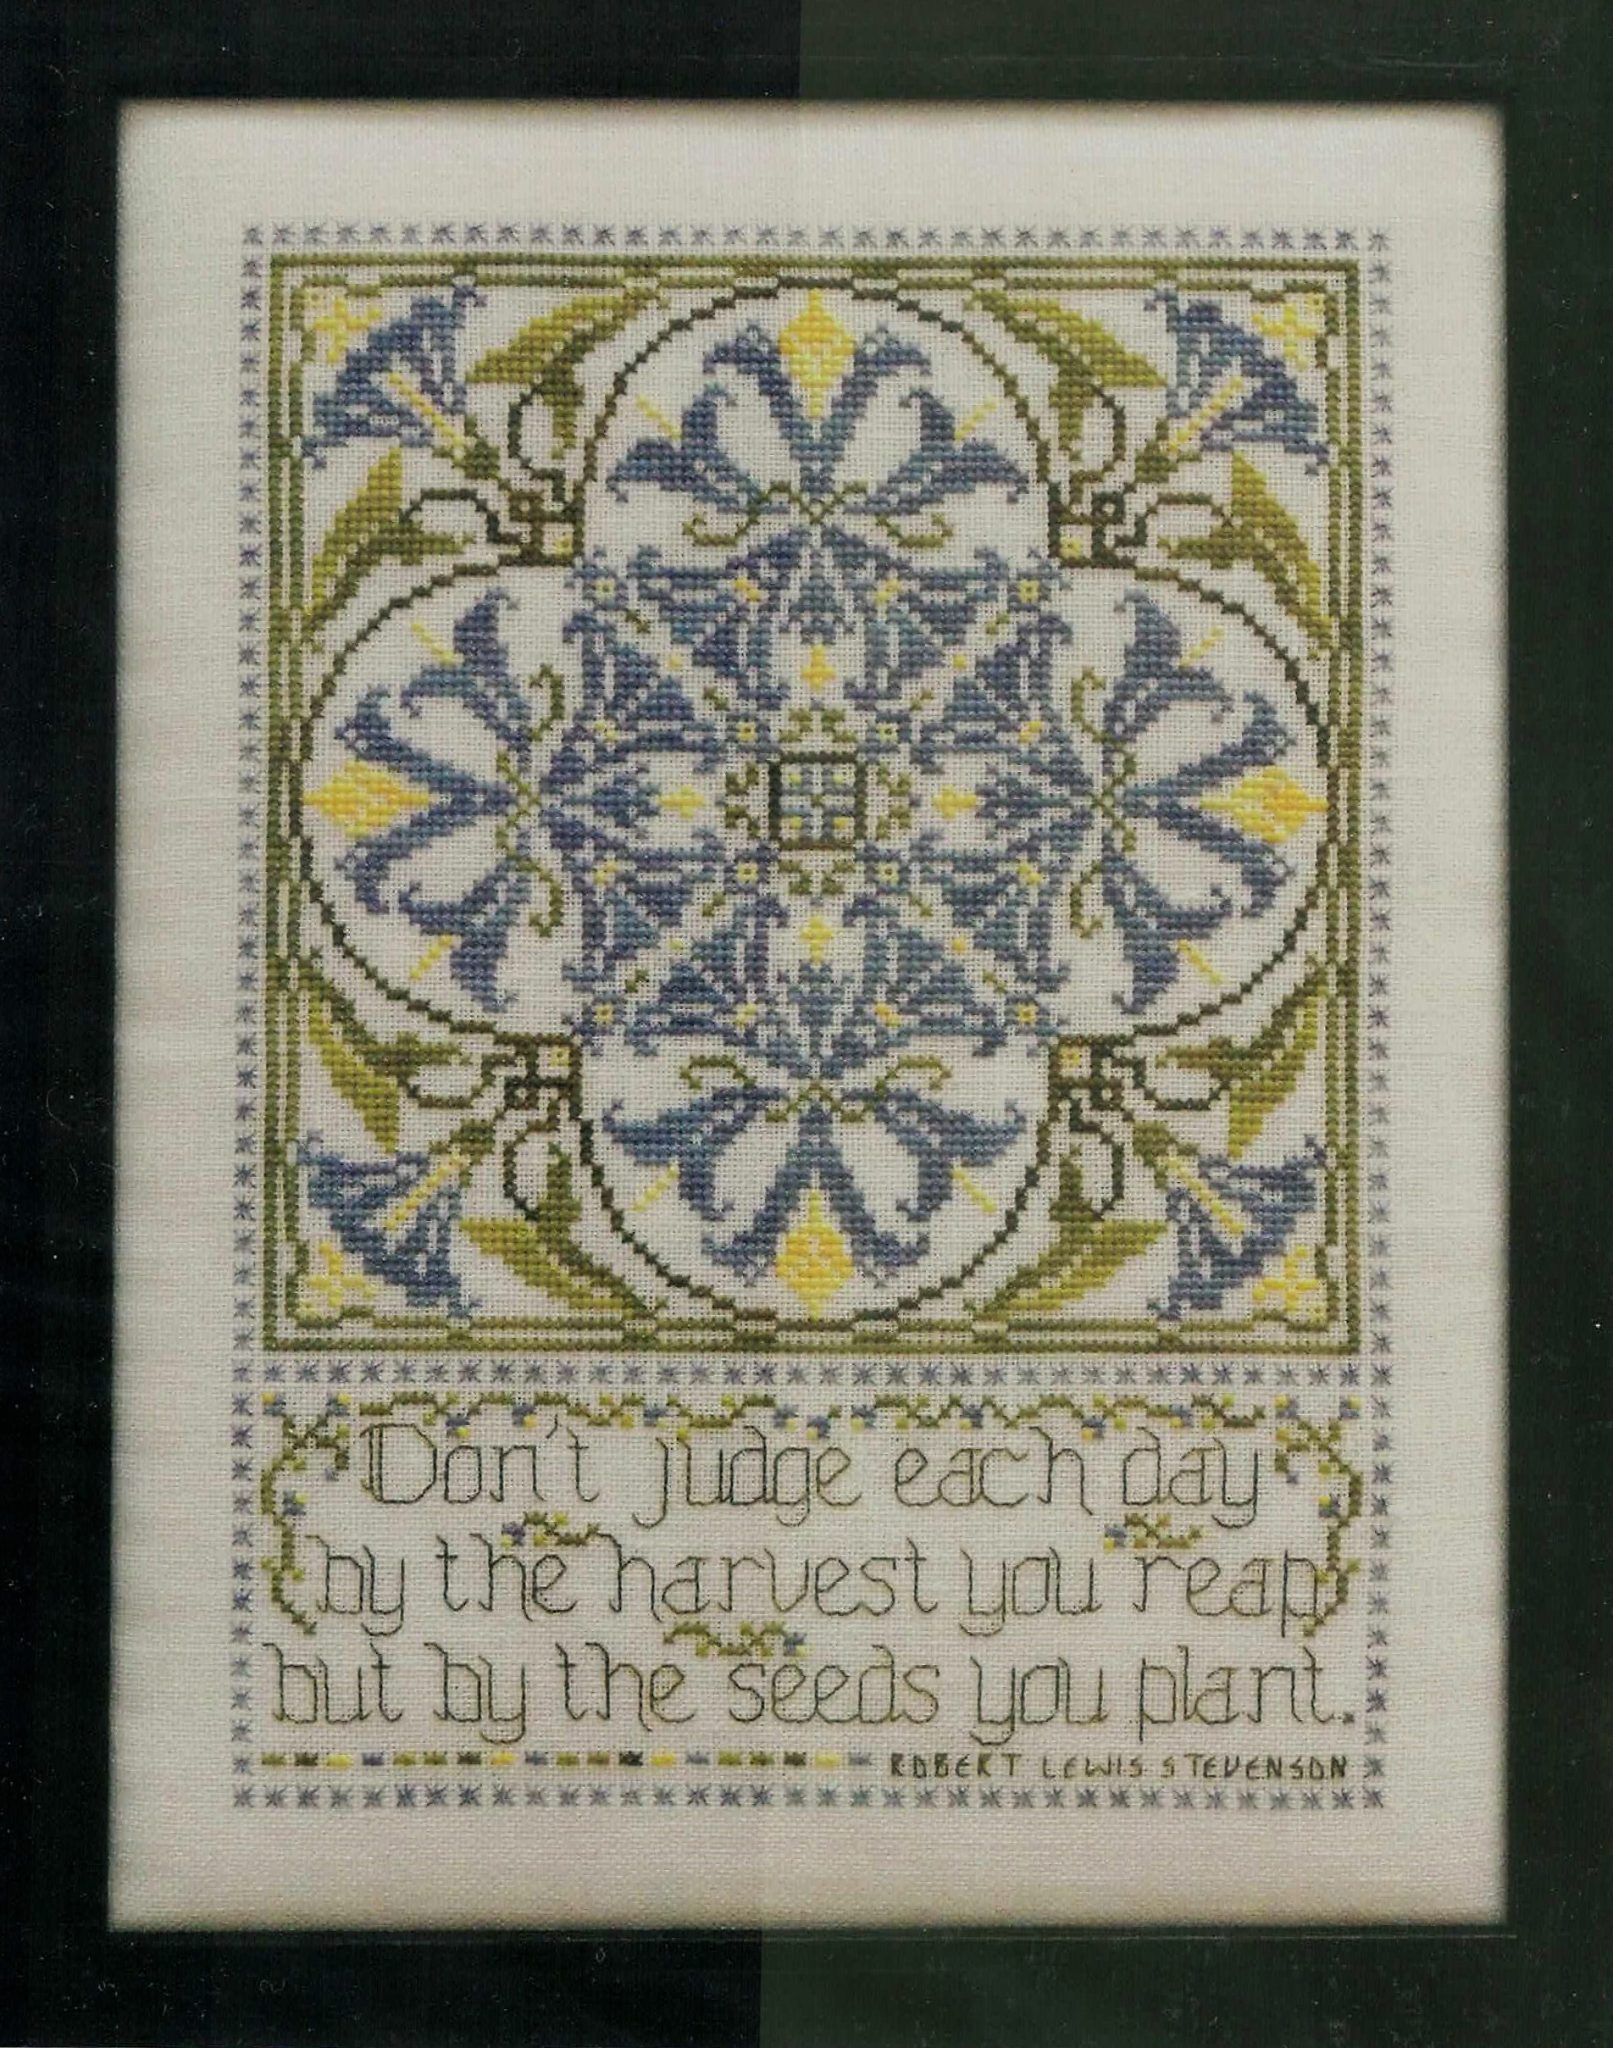 Don't judge each day
by the harvest you reap
but by the seeds you plant.
ROBERT LEWIS STEVENSON